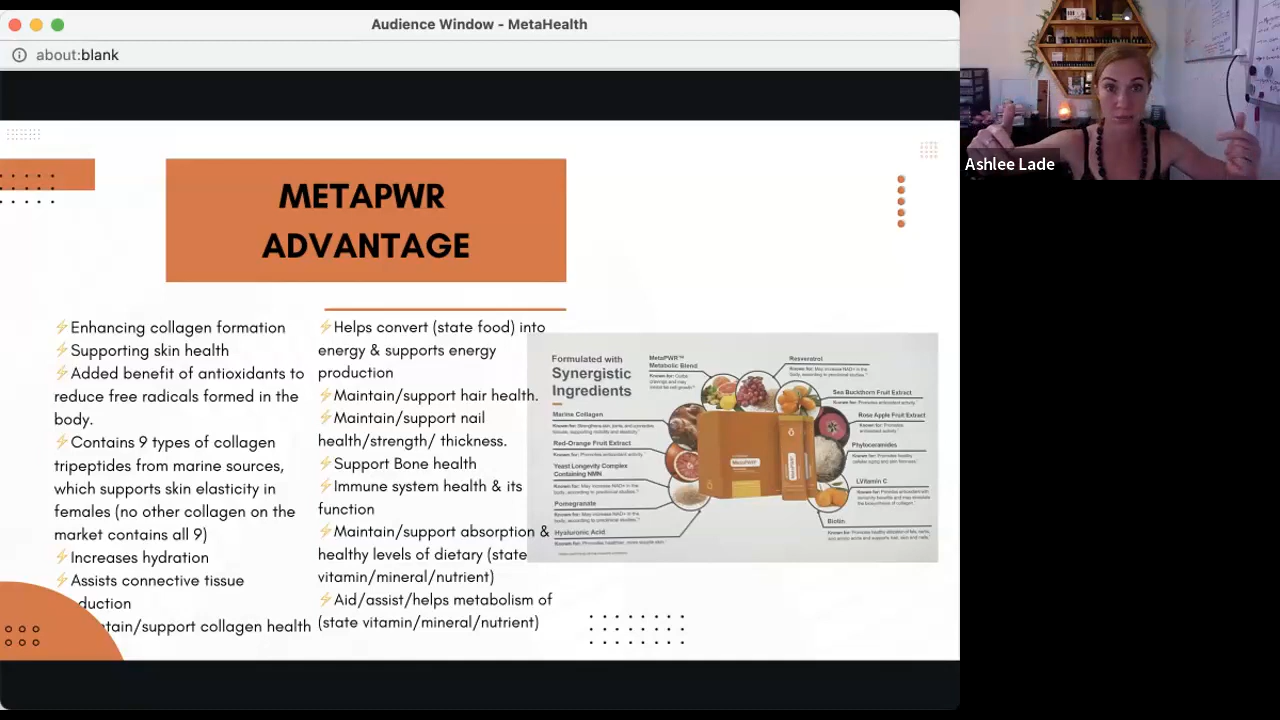 Audience Window - MetaHealth
about:blank
Ashlee Lade
METAPWR
ADVANTAGE
⚡Enhancing collagen formation
⚡Supporting skin health
⚡Added benefit of antioxidants to
reduce free radicals formed in the
body.
⚡Contains 9 types of collagen
tripeptides from marine sources,
which supports skin elasticity in
females (no other collagen on the
market contains all 9)
⚡Increases hydration
⚡Assists connective tissue
duction
ntain/support collagen health
⚡Helps convert (state food) into
energy & supports energy
production
⚡Maintain/support hair health.
⚡Maintain/support nail
health/strength/ thickness.
⚡Support Bone health
⚡Immune system health & its
function
⚡Maintain/support absorption &
healthy levels of dietary (state
vitamin/mineral/nutrient)
⚡Aid/assist/helps metabolism of
(state vitamin/mineral/nutrient)
Formulated with
Synergistic
Ingredients
MetaPWR™
Metabolic Blend
Resveratrol
Sea Buckthorn Fruit Extract
Marine Collagen
Rose Apple Fruit Extract
Red-Orange Fruit Extract
Phytoceramides
Yeast Longevity Complex
Containing NMN
LVitamin C
Pomegranate
Biotin
Hyaluronic Acid
MetaPWR